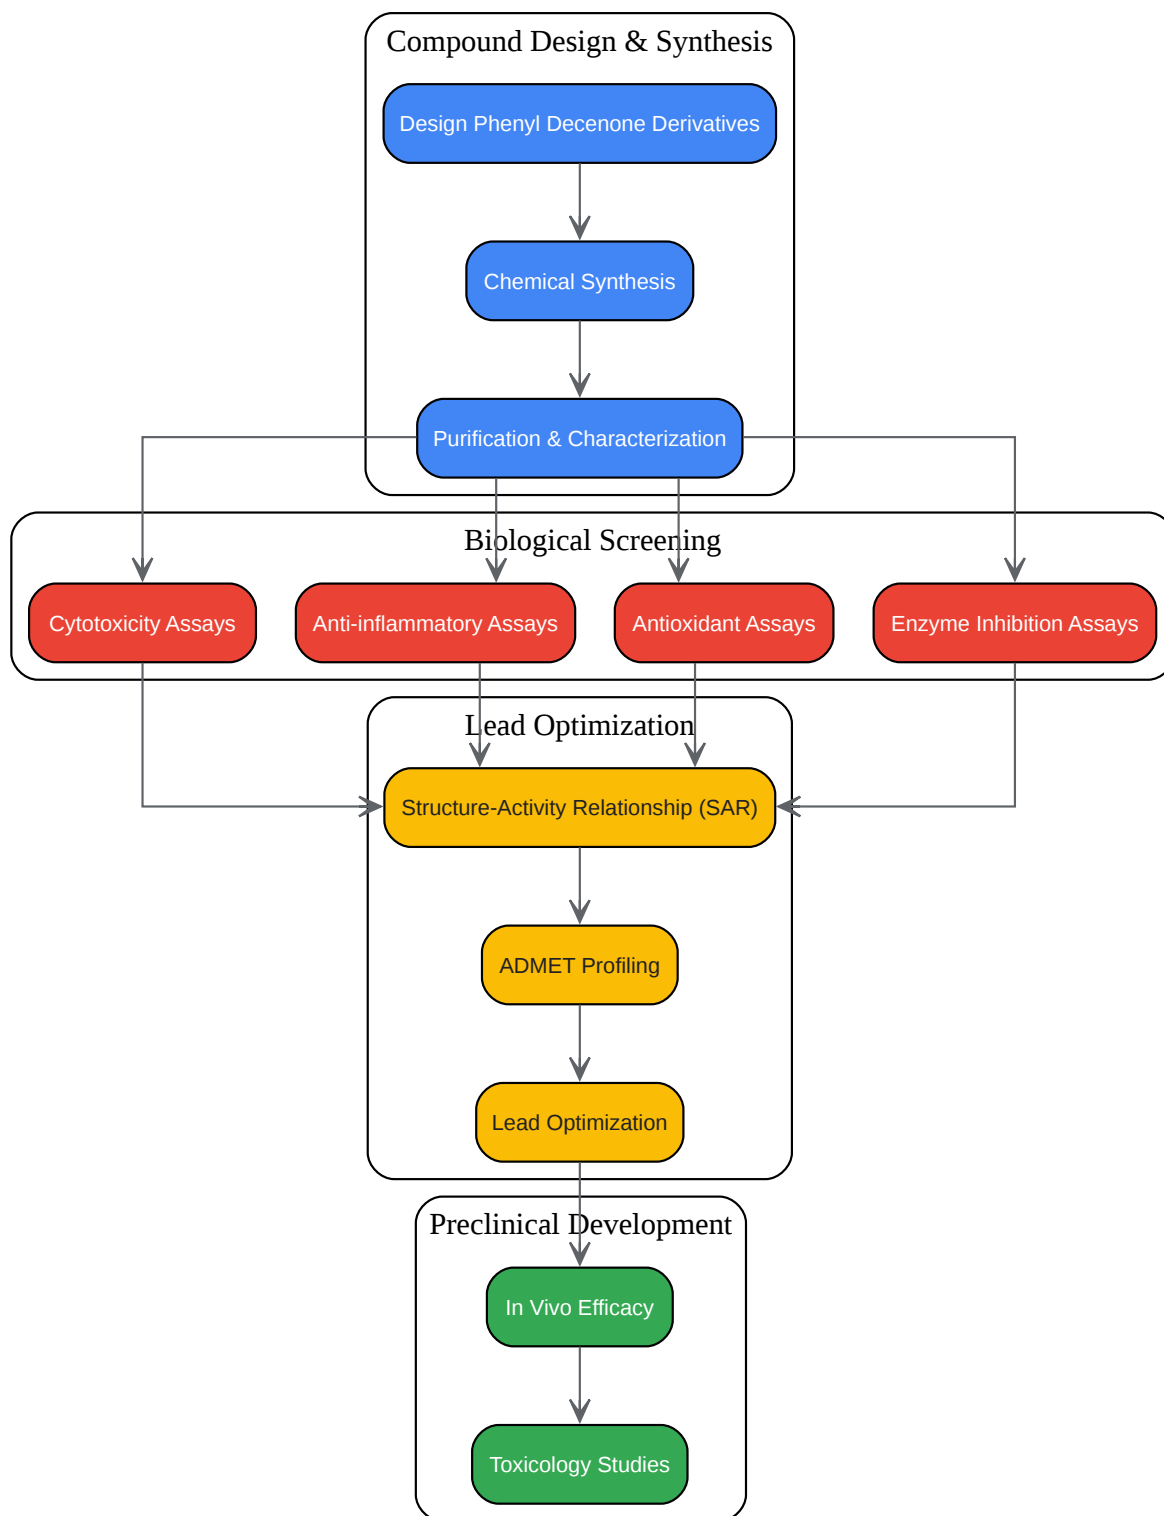 Compound Design & Synthesis
Design Phenyl Decenone Derivatives
Chemical Synthesis
Purification & Characterization
Biological Screening
Cytotoxicity Assays
Anti-inflammatory Assays
Antioxidant Assays
Enzyme Inhibition Assays
Lead Optimization
Structure-Activity Relationship (SAR)
ADMET Profiling
Lead Optimization
Preclinical Development
In Vivo Efficacy
Toxicology Studies